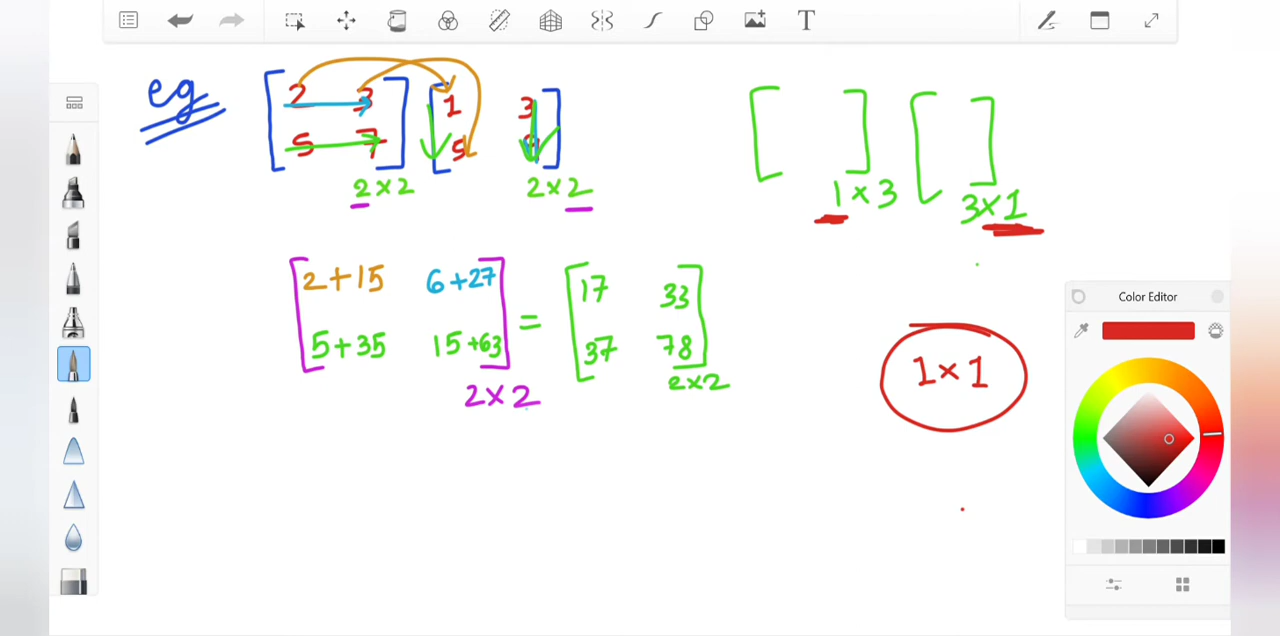 eg [2 3] [1 3]
[5 7] [5 ]
2×2 2×2
1×3 3×1
[2+15 6+27] = [17 33]
[5+35 15+63] [37 78]
2×2 2×2
1×1
T
Color Editor